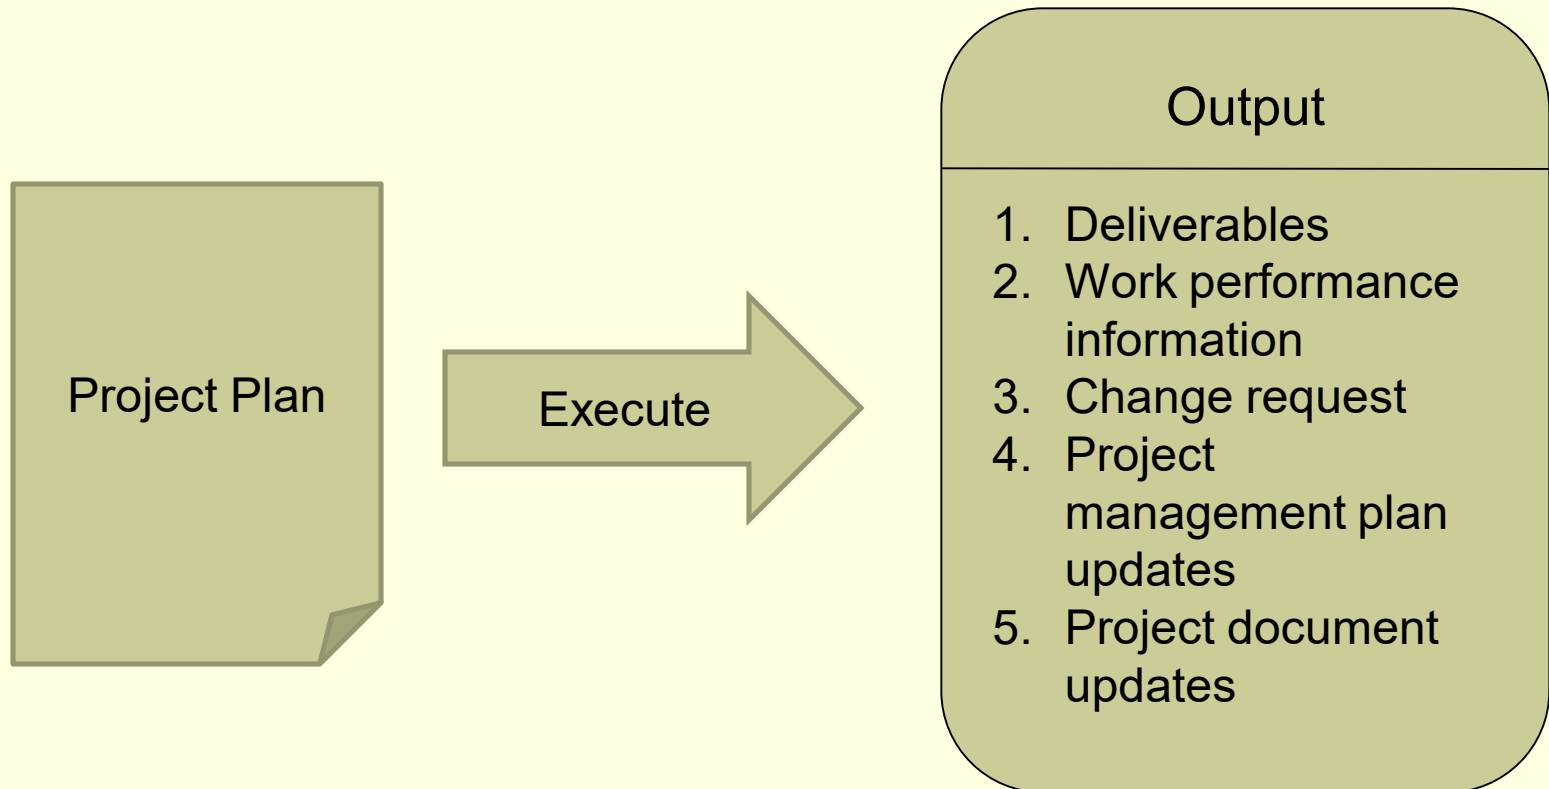 Project Plan
Execute
Output
1. Deliverables
2. Work performance
information
3. Change request
4. Project
management plan
updates
5. Project document
updates